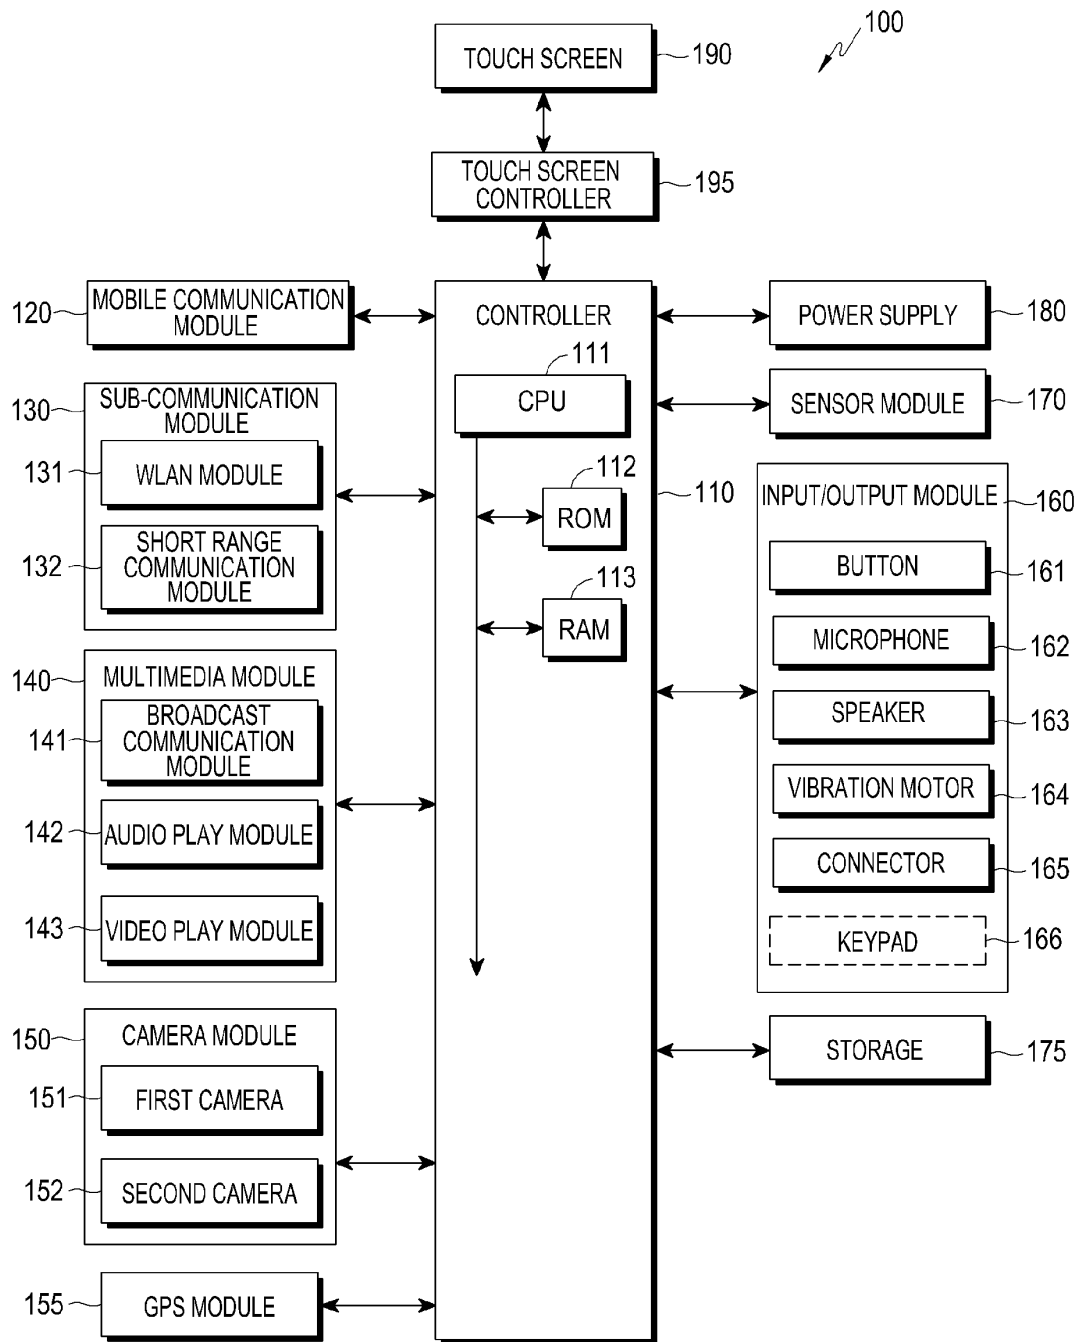 100
TOUCH SCREEN
190
TOUCH SCREEN
CONTROLLER
195
120
MOBILE COMMUNICATION
MODULE
CONTROLLER
POWER SUPPLY
180
111
CPU
SENSOR MODULE
170
130
SUB-COMMUNICATION
MODULE
131
WLAN MODULE
132
SHORT RANGE
COMMUNICATION
MODULE
112
ROM
110
113
RAM
INPUT/OUTPUT MODULE
160
BUTTON
161
MICROPHONE
162
SPEAKER
163
VIBRATION MOTOR
164
CONNECTOR
165
KEYPAD
166
140
MULTIMEDIA MODULE
141
BROADCAST
COMMUNICATION
MODULE
142
AUDIO PLAY MODULE
143
VIDEO PLAY MODULE
150
CAMERA MODULE
151
FIRST CAMERA
152
SECOND CAMERA
STORAGE
175
155
GPS MODULE